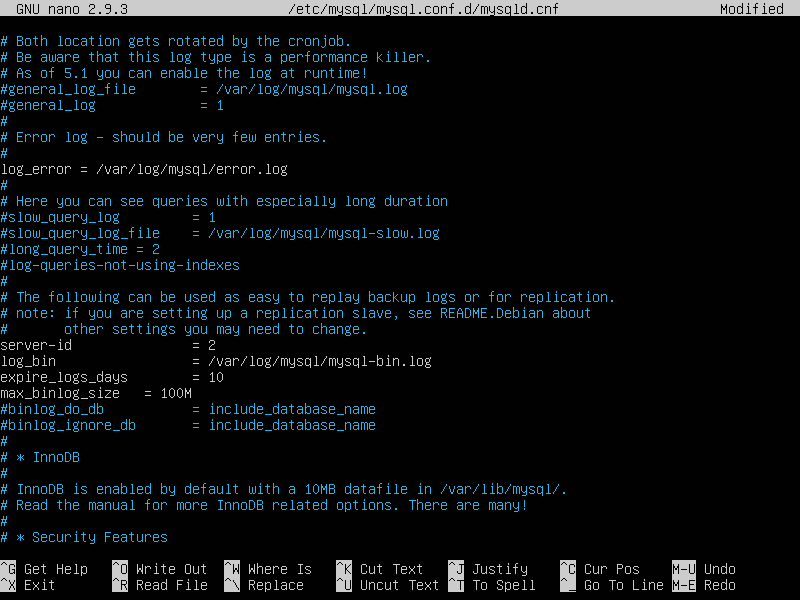 GNU nano 2.9.3 /etc/mysql/mysql.conf.d/mysqld.cnf Modified
# Both location gets rotated by the cronjob.
# Be aware that this log type is a performance killer.
# As of 5.1 you can enable the log at runtime!
#general_log_file        = /var/log/mysql/mysql.log
#general_log             = 1
#
# Error log - should be very few entries.
#
log_error = /var/log/mysql/error.log
#
# Here you can see queries with especially long duration
#slow_query_log         = 1
#slow_query_log_file    = /var/log/mysql/mysql-slow.log
#long_query_time = 2
#log-queries-not-using-indexes
#
# The following can be used as easy to replay backup logs or for replication.
# note: if you are setting up a replication slave, see README.Debian about
#       other settings you may need to change.
server-id               = 2
log_bin                 = /var/log/mysql/mysql-bin.log
expire_logs_days        = 10
max_binlog_size   = 100M
#binlog_do_db           = include_database_name
#binlog_ignore_db       = include_database_name
#
# * InnoDB
#
# InnoDB is enabled by default with a 10MB datafile in /var/lib/mysql/.
# Read the manual for more InnoDB related options. There are many!
#
# * Security Features
^G Get Help ^O Write Out ^W Where Is ^K Cut Text ^J Justify ^C Cur Pos M-U Undo
^X Exit ^R Read File ^\ Replace ^U Uncut Text ^T To Spell ^_ Go To Line M-E Redo